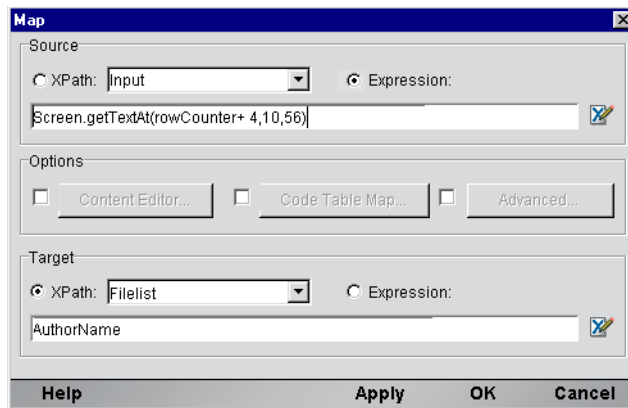 Map
Source
XPath: Input Expression:
Screen.getTextAt(rowCounter+ 4,10,56)
Options
Content Editor... Code Table Map... Advanced...
Target
XPath: Filelist Expression:
AuthorName
Help Apply OK Cancel